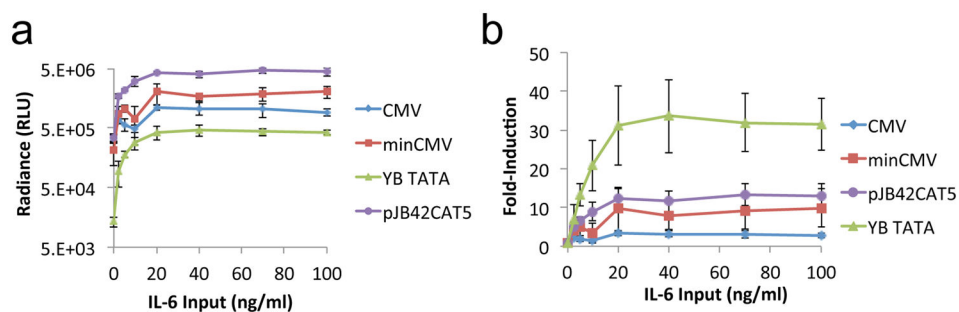 a
5.E+06
5.E+05
5.E+04
5.E+03
Radiance (RLU)
0 20 40 60 80 100
IL-6 Input (ng/ml)
CMV
minCMV
YB TATA
pJB42CAT5
b
50
40
30
20
10
0
Fold-Induction
0 20 40 60 80 100
IL-6 Input (ng/ml)
CMV
minCMV
pJB42CAT5
YB TATA